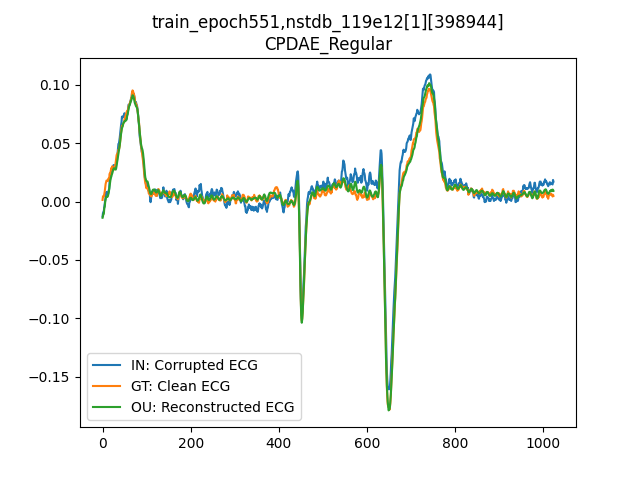 train_epoch551,nstdb_119e12[1][398944]
CPDAE_Regular
0.10
0.05
0.00
−0.05
−0.10
−0.15
IN: Corrupted ECG
GT: Clean ECG
OU: Reconstructed ECG
0 200 400 600 800 1000